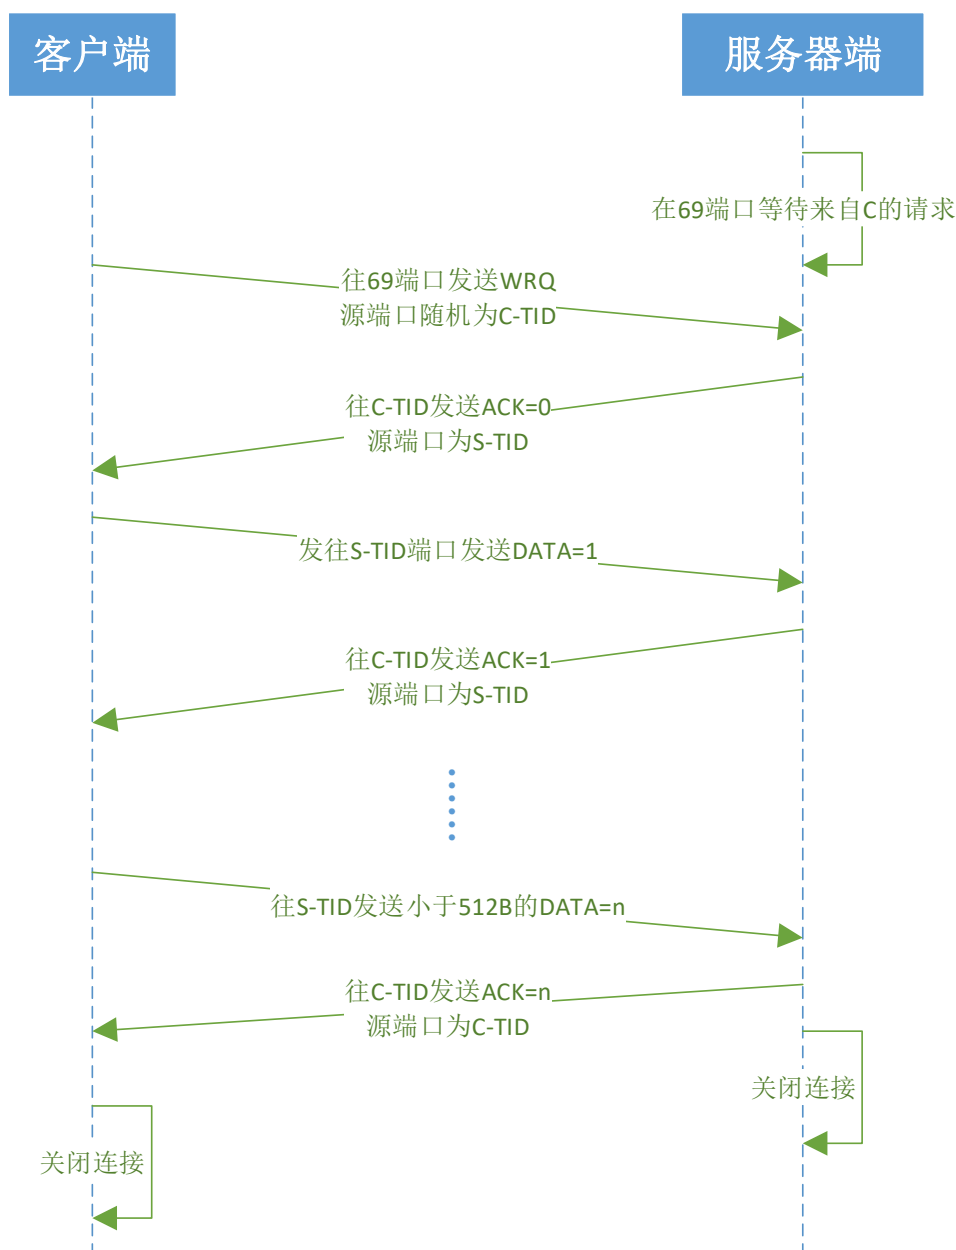 客户端
服务器端
在69端口等待来自C的请求
往69端口发送WRQ
源端口随机为C-TID
往C-TID发送ACK=0
源端口为S-TID
发往S-TID端口发送DATA=1
往C-TID发送ACK=1
源端口为S-TID
往S-TID发送小于512B的DATA=n
往C-TID发送ACK=n
源端口为C-TID
关闭连接
关闭连接